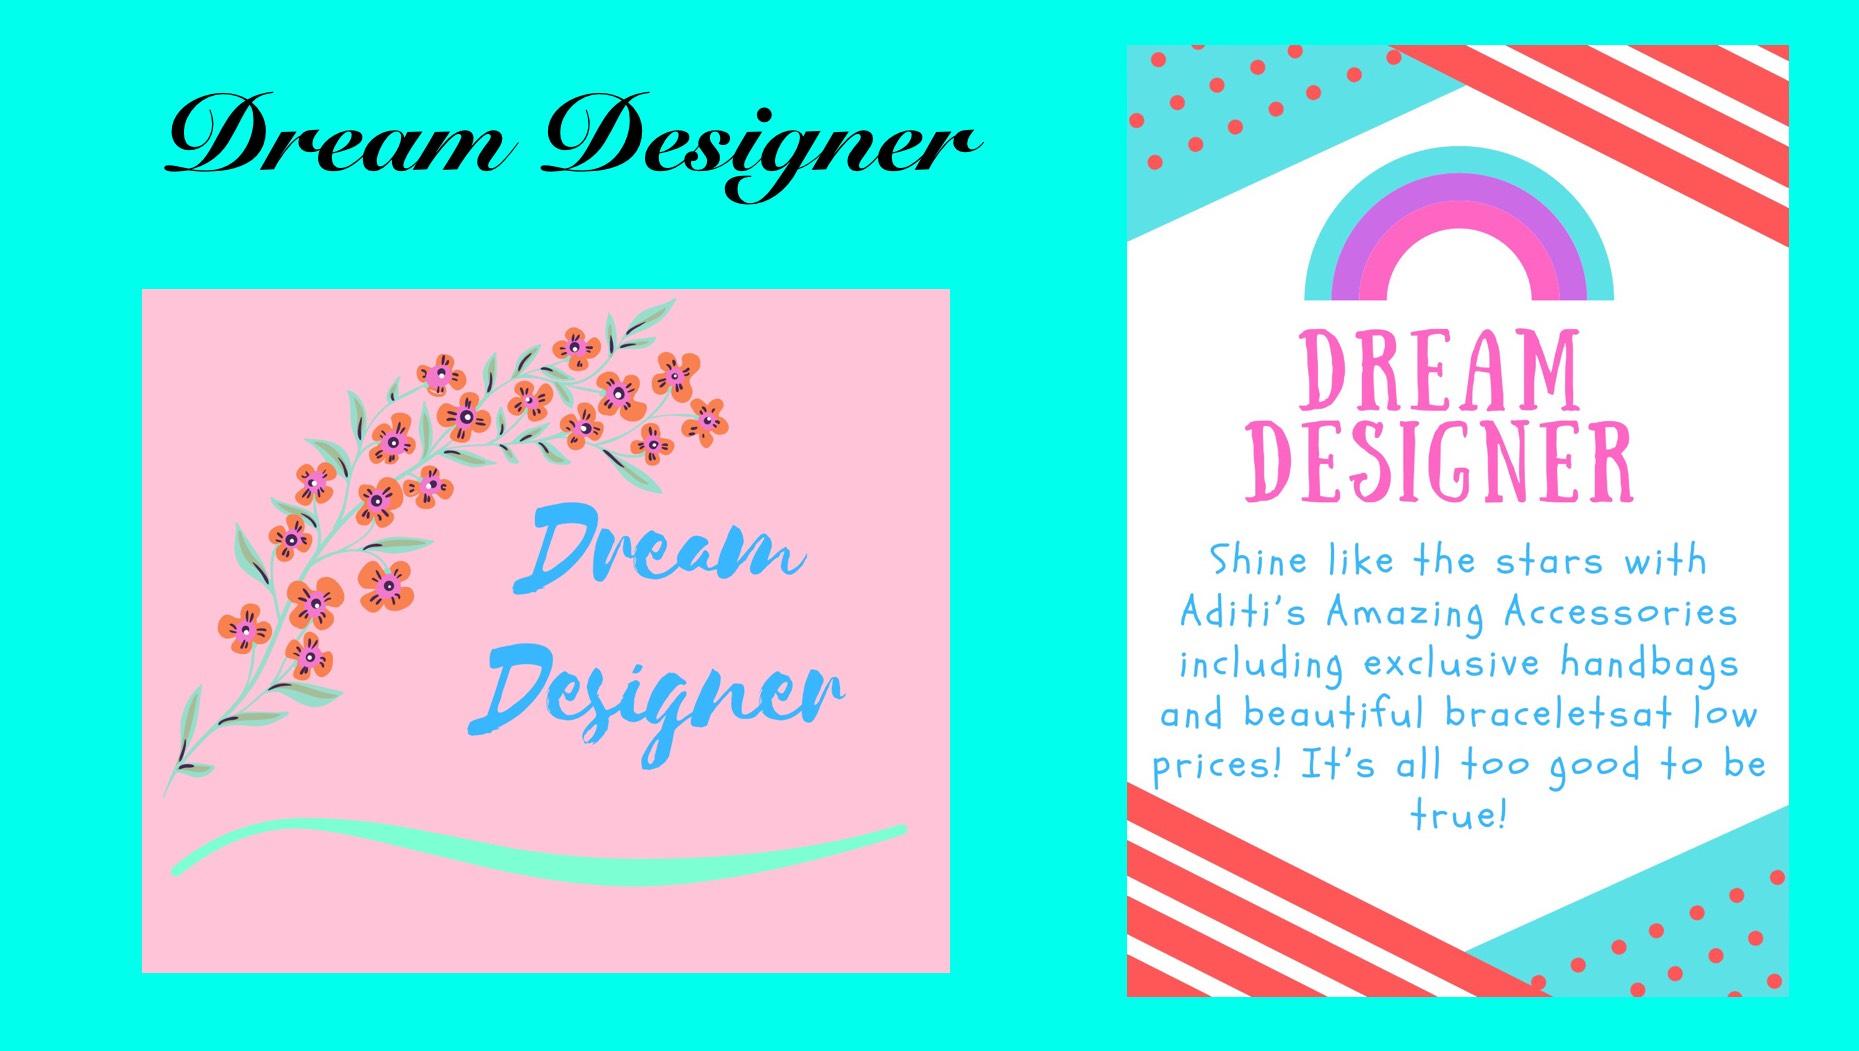 Dream Designer
Dream
Designer
DREAM
DESIGNER
Shine like the stars with
Aditi's Amazing Accessories
including exclusive handbags
and beautiful braceletsat low
prices! It's all too good to be
true!